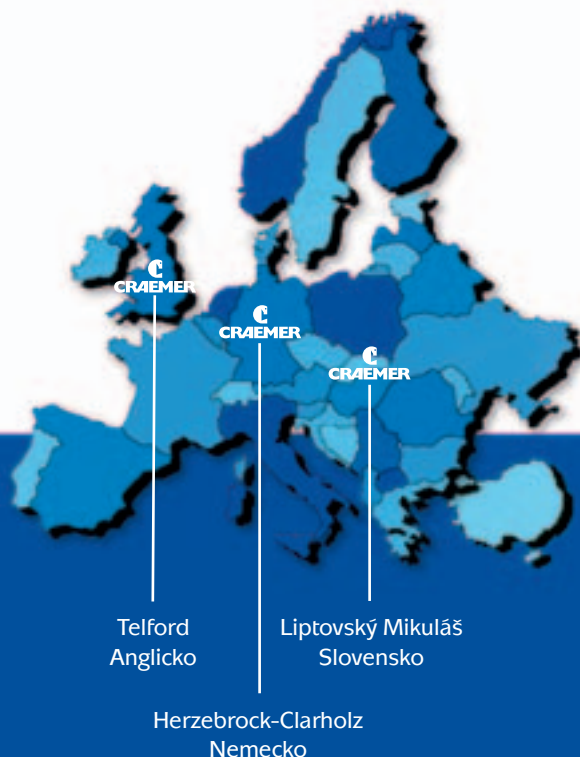 CRAEMER
CRAEMER
CRAEMER
Telford
Anglicko
Liptovský Mikuláš
Slovensko
Herzebrock-Clarholz
Nemecko